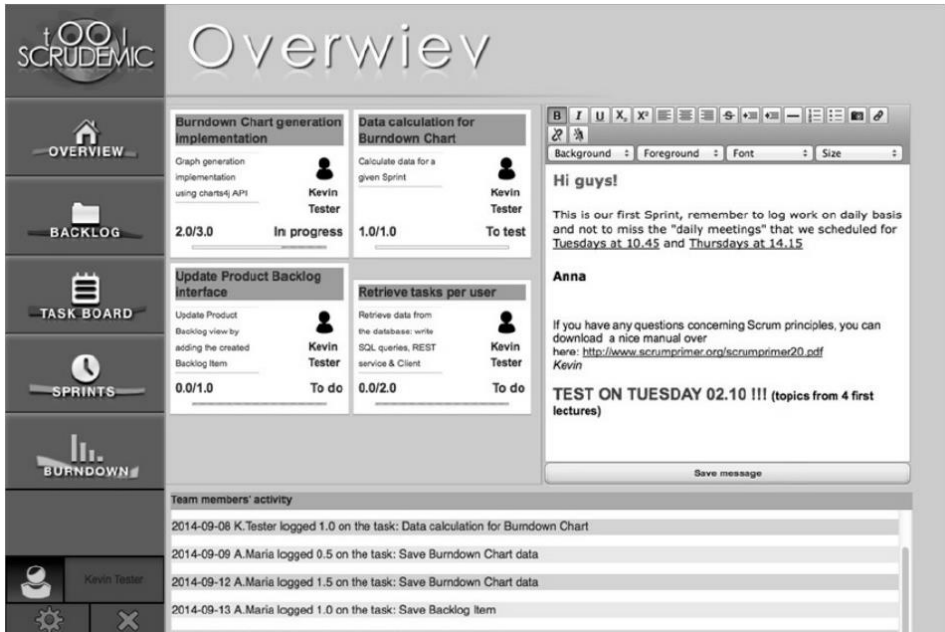 tOOl
SCRUDEMIC
Overwiev
OVERVIEW
BACKLOG
TASK BOARD
SPRINTS
BURNDOWN
Kevin Tester
Burndown Chart generation
implementation
Graph generation
implementation
using charts4j API
Kevin
Tester
2.0/3.0 In progress
Data calculation for
Burndown Chart
Calculate data for a
given Sprint
Kevin
Tester
1.0/1.0 To test
Update Product Backlog
interface
Update Product
Backlog view by
adding the created
Backlog Item
Kevin
Tester
0.0/1.0 To do
Retrieve tasks per user
Retrieve data from
the database: write
SQL queries, REST
service & Client
Kevin
Tester
0.0/2.0 To do
B I U X₂ X² S
Background Foreground Font Size
Hi guys!
This is our first Sprint, remember to log work on daily basis
and not to miss the "daily meetings" that we scheduled for
Tuesdays at 10.45 and Thursdays at 14.15
Anna
If you have any questions concerning Scrum principles, you can
download a nice manual over
here: http://www.scrumprimer.org/scrumprimer20.pdf
Kevin
TEST ON TUESDAY 02.10 !!! (topics from 4 first
lectures)
Save message
Team members' activity
2014-09-08 K.Tester logged 1.0 on the task: Data calculation for Burndown Chart
2014-09-09 A.Maria logged 0.5 on the task: Save Burndown Chart data
2014-09-12 A.Maria logged 1.5 on the task: Save Burndown Chart data
2014-09-13 A.Maria logged 1.0 on the task: Save Backlog Item